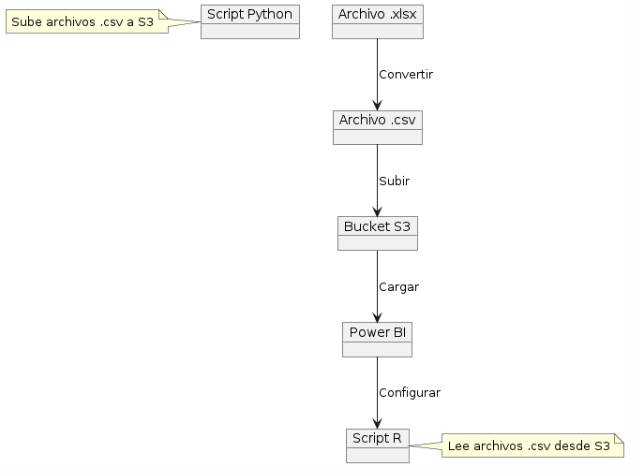 Sube archivos .csv a S3
Script Python
Archivo .xlsx
Convertir
Archivo .csv
Subir
Bucket S3
Cargar
Power BI
Configurar
Script R
Lee archivos .csv desde S3